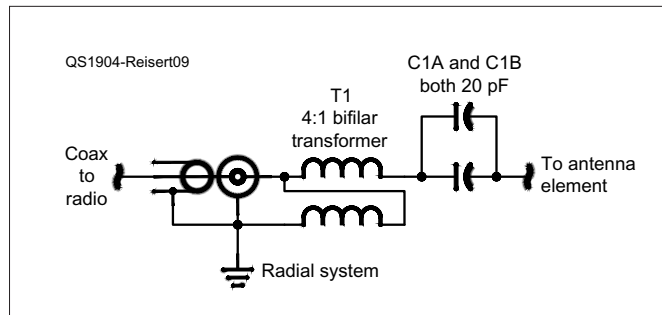 QS1904-Reisert09
C1A and C1B
both 20 pF
T1
4:1 bifilar
transformer
Coax
to
radio
To antenna
element
Radial system